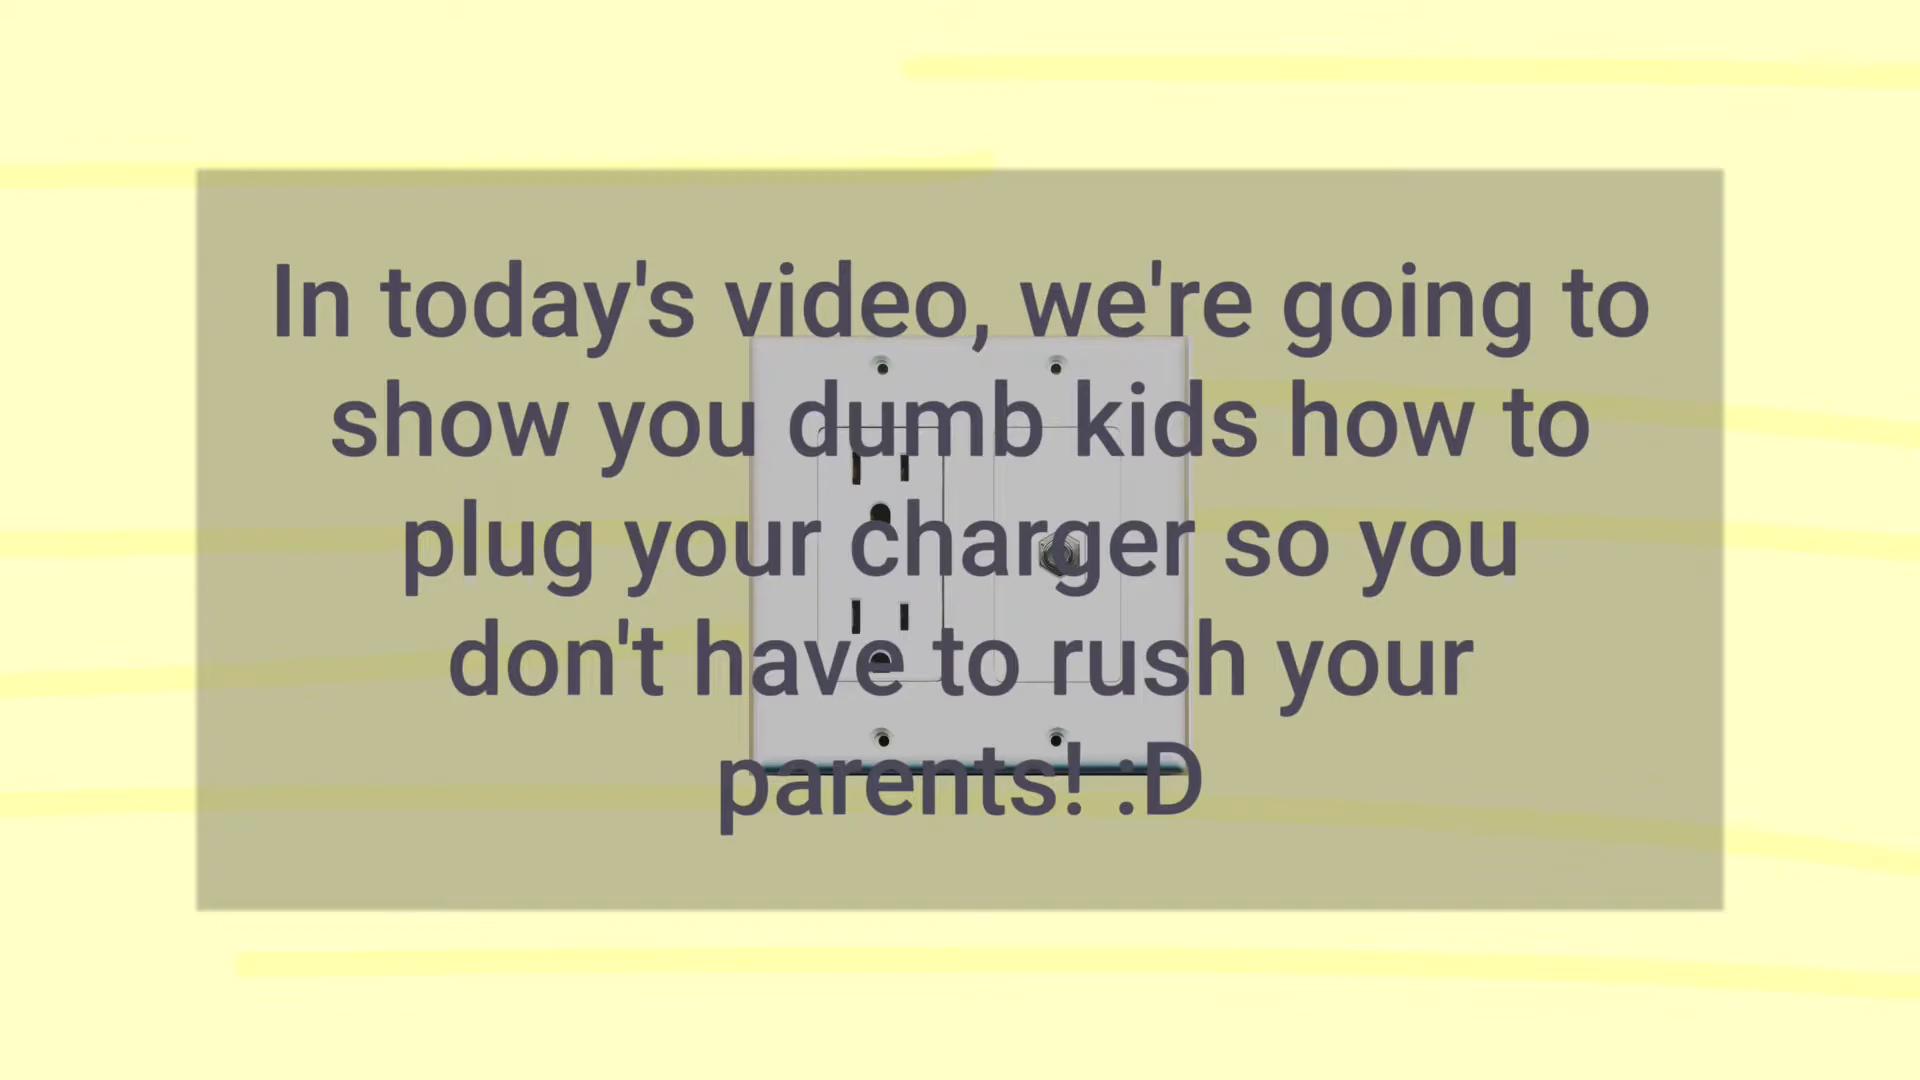 In today's video, we're going to
show you dumb kids how to
plug your charger so you
don't have to rush your
parents! :D